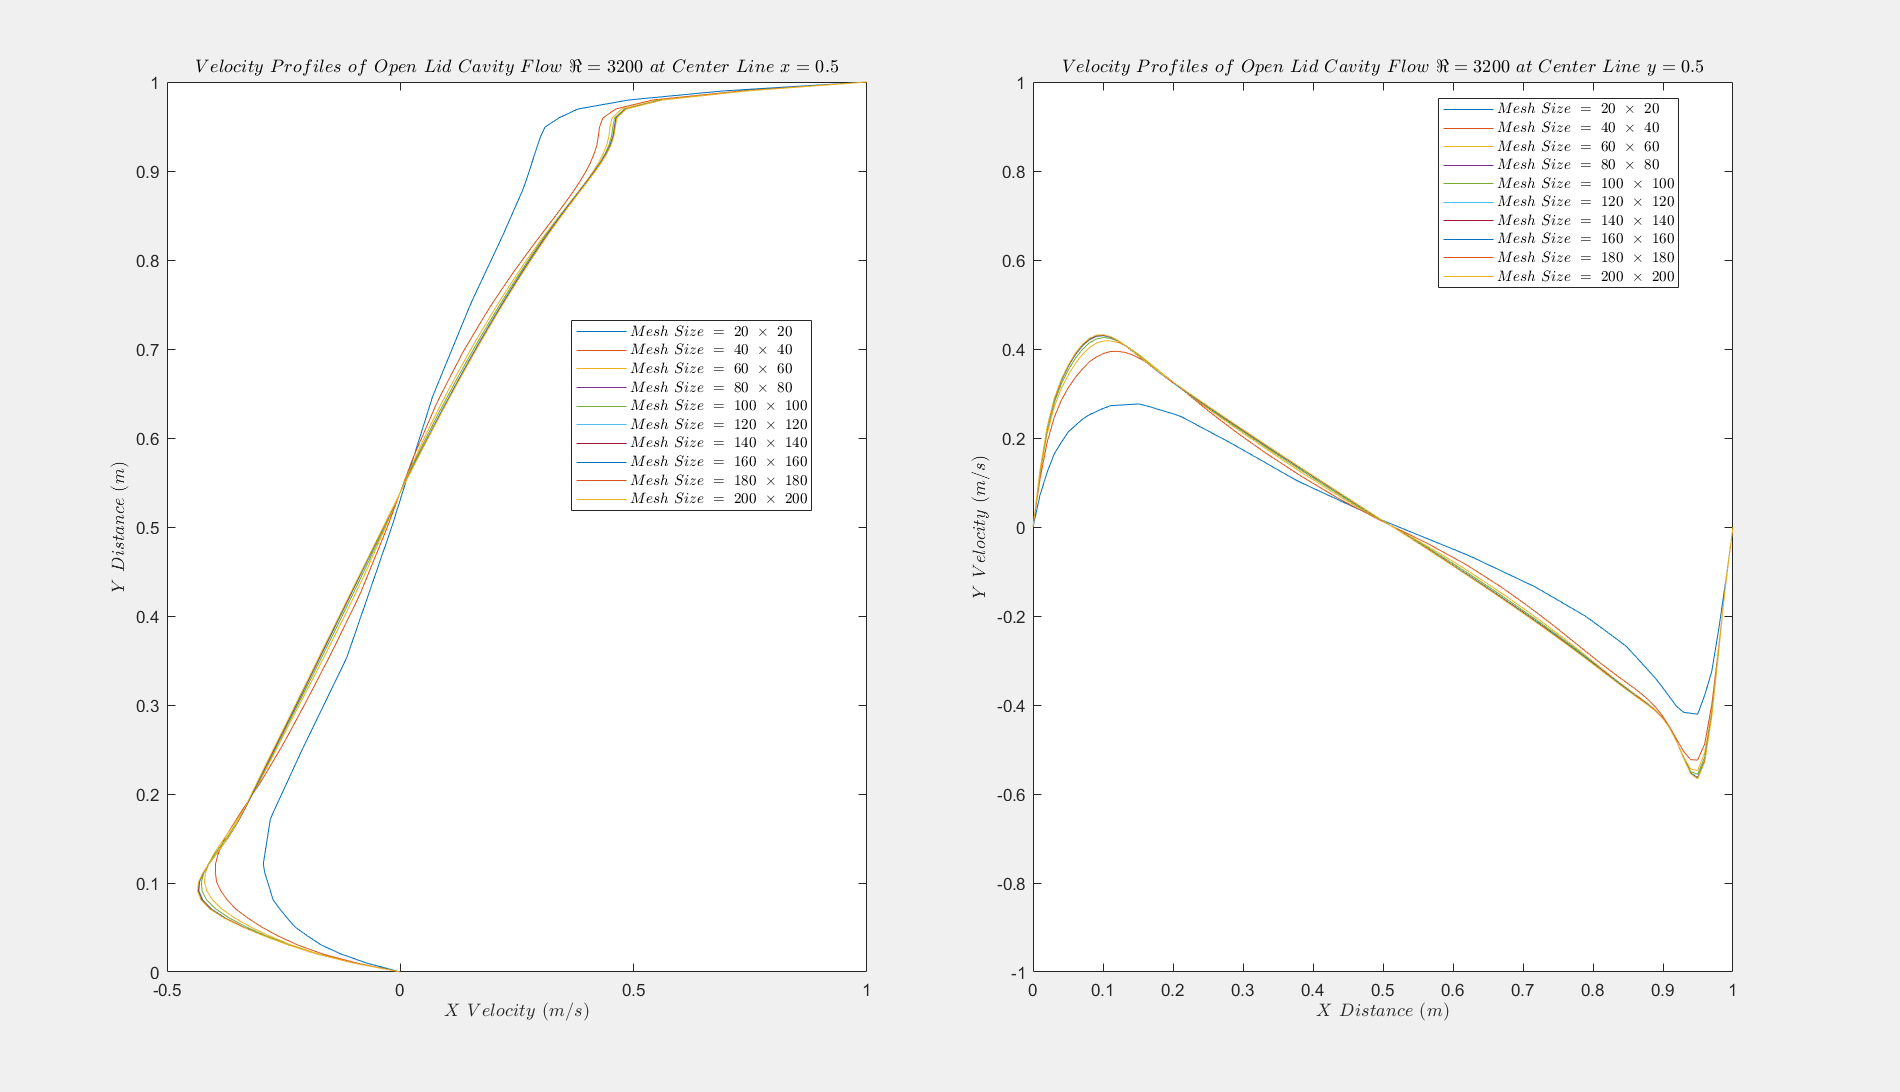 Velocity Profiles of Open Lid Cavity Flow ℜ = 3200 at Center Line x = 0.5
1
0.9
0.8
0.7
0.6
0.5
0.4
0.3
0.2
0.1
0
Y Distance (m)
Mesh Size = 20 × 20
Mesh Size = 40 × 40
Mesh Size = 60 × 60
Mesh Size = 80 × 80
Mesh Size = 100 × 100
Mesh Size = 120 × 120
Mesh Size = 140 × 140
Mesh Size = 160 × 160
Mesh Size = 180 × 180
Mesh Size = 200 × 200
-0.5 0 0.5 1
X Velocity (m/s)
Velocity Profiles of Open Lid Cavity Flow ℜ = 3200 at Center Line y = 0.5
1
0.8
0.6
0.4
0.2
0
-0.2
-0.4
-0.6
-0.8
-1
Y Velocity (m/s)
Mesh Size = 20 × 20
Mesh Size = 40 × 40
Mesh Size = 60 × 60
Mesh Size = 80 × 80
Mesh Size = 100 × 100
Mesh Size = 120 × 120
Mesh Size = 140 × 140
Mesh Size = 160 × 160
Mesh Size = 180 × 180
Mesh Size = 200 × 200
0 0.1 0.2 0.3 0.4 0.5 0.6 0.7 0.8 0.9 1
X Distance (m)